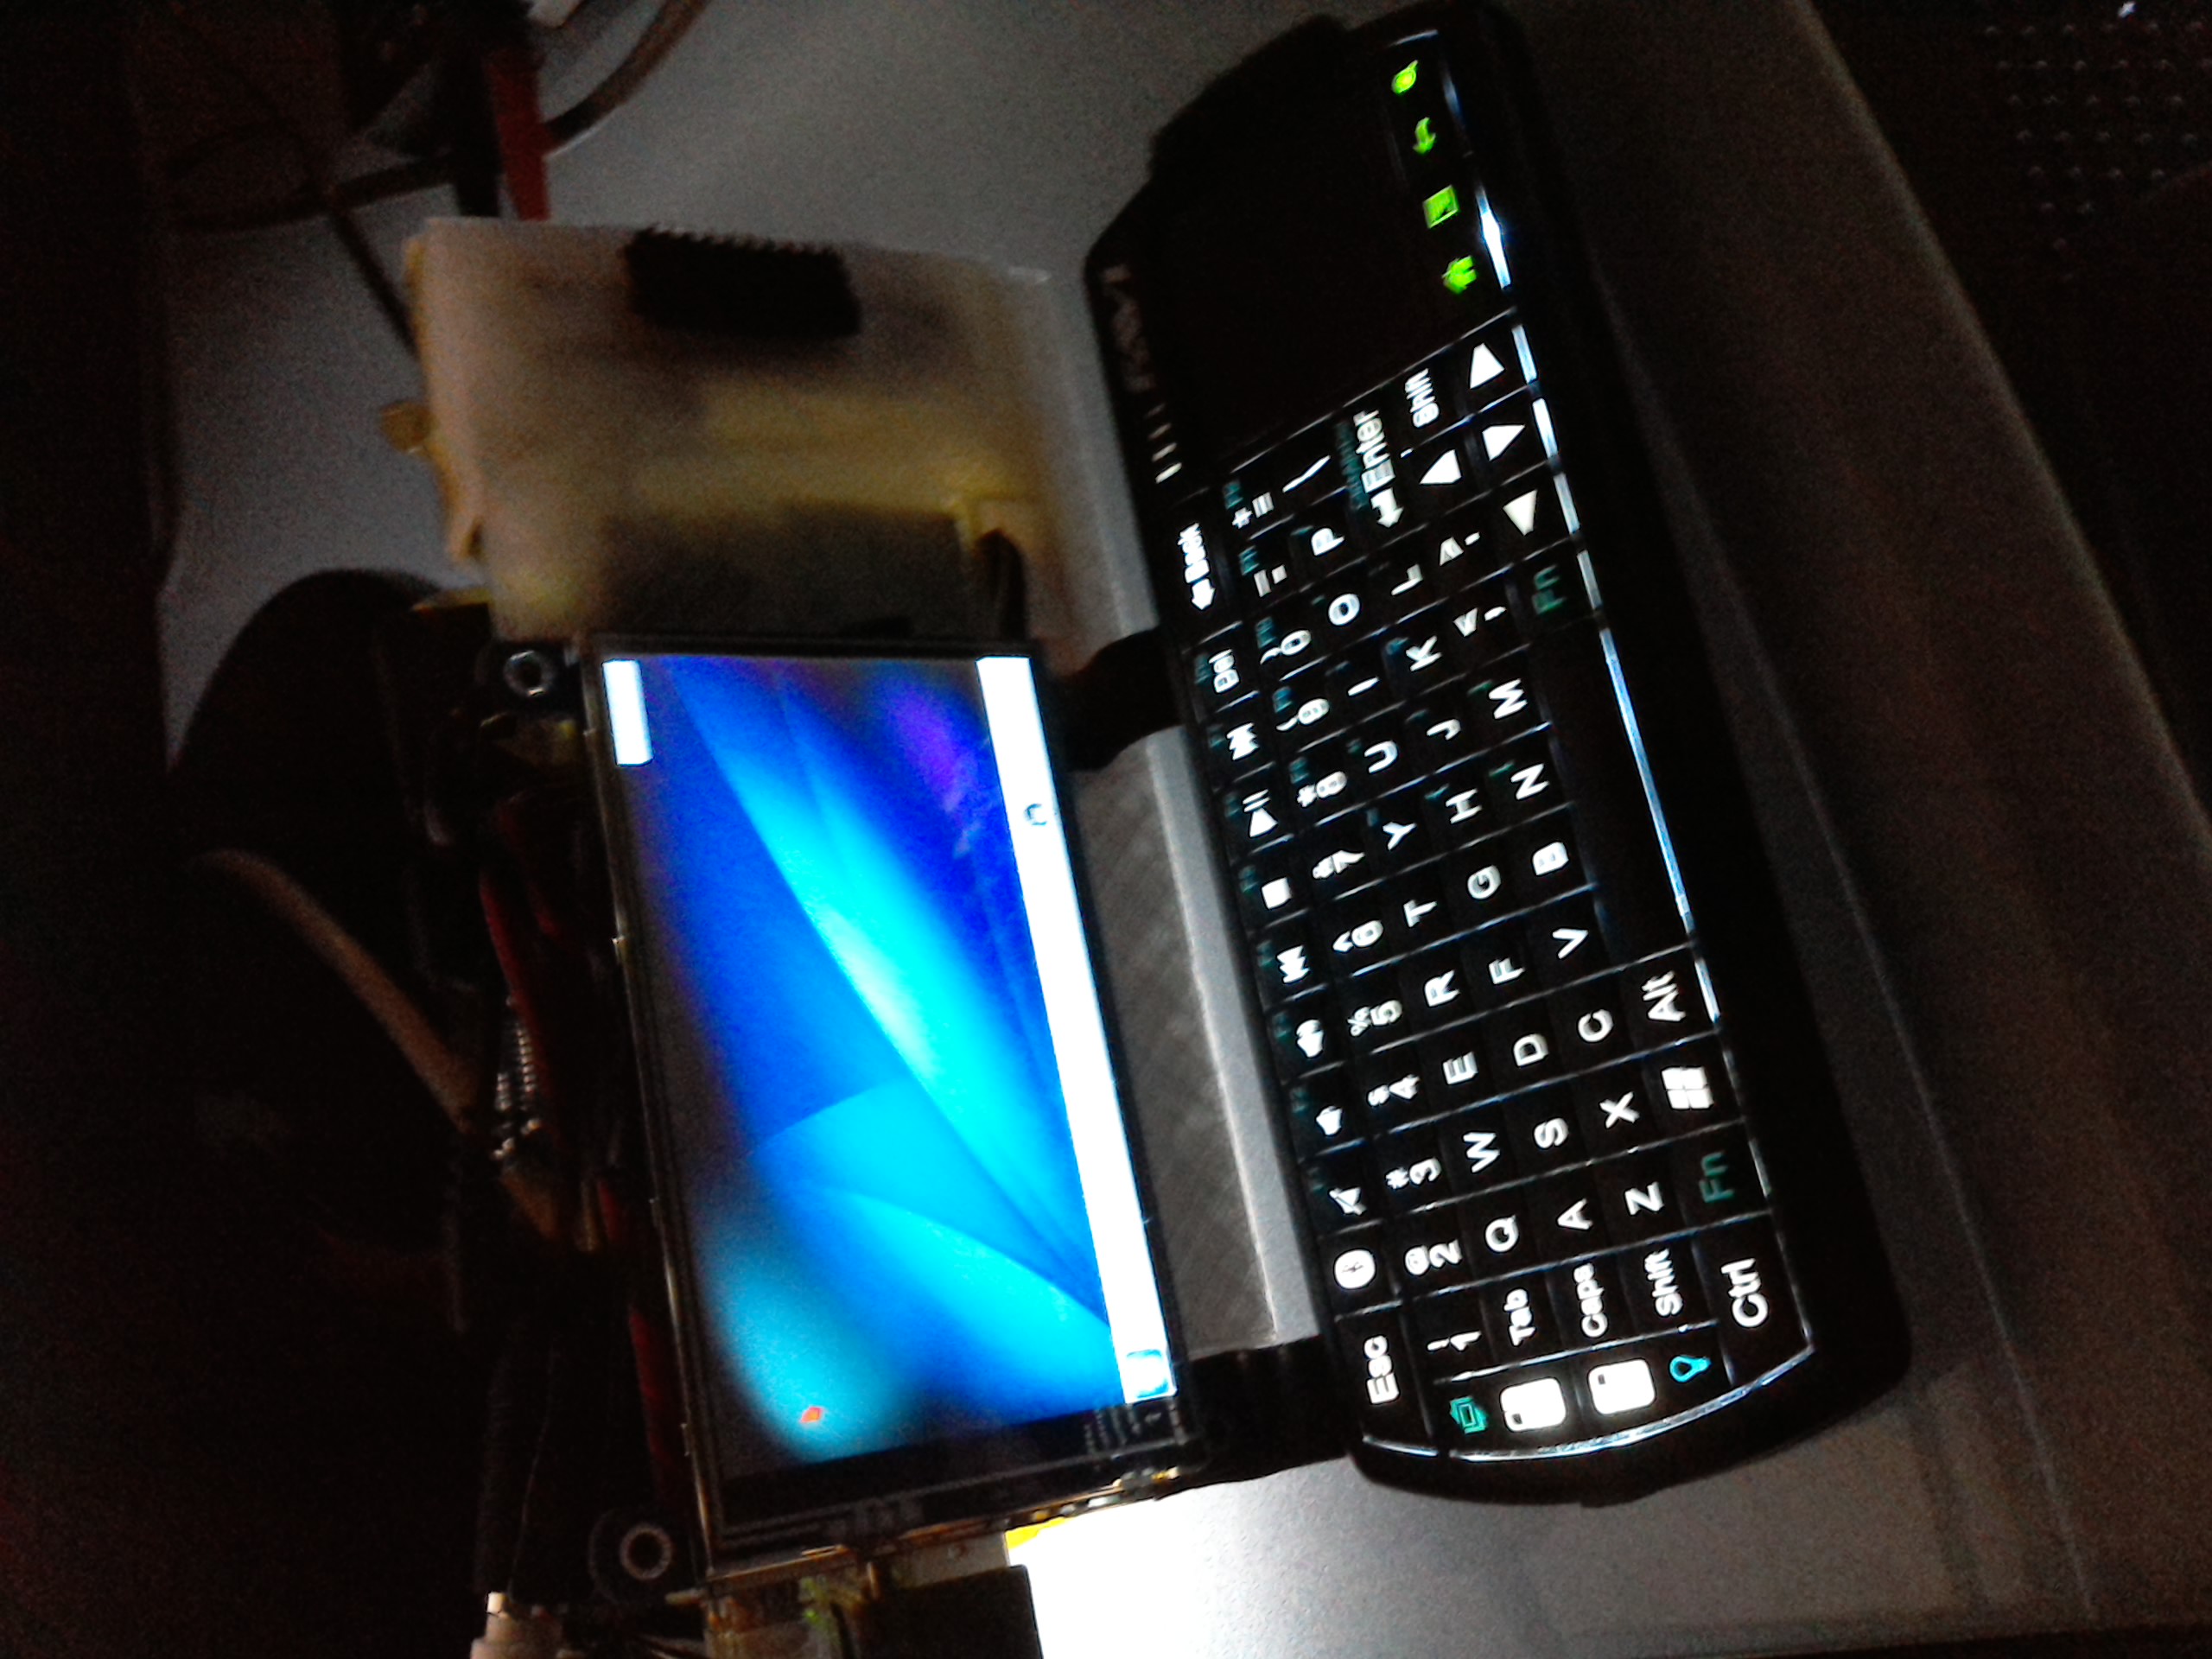 FAVI
Esc Del Back
! 1 @ 2 # 3 $ 4 % 5 ^ 6 & 7 * 8 ( 9 ) 0 - * =
Tab Q W E R T Y U I O P \
Caps A S D F G H J K L Enter
Shift Z X C V B N M < , > . Shift
Ctrl Fn Alt Fn